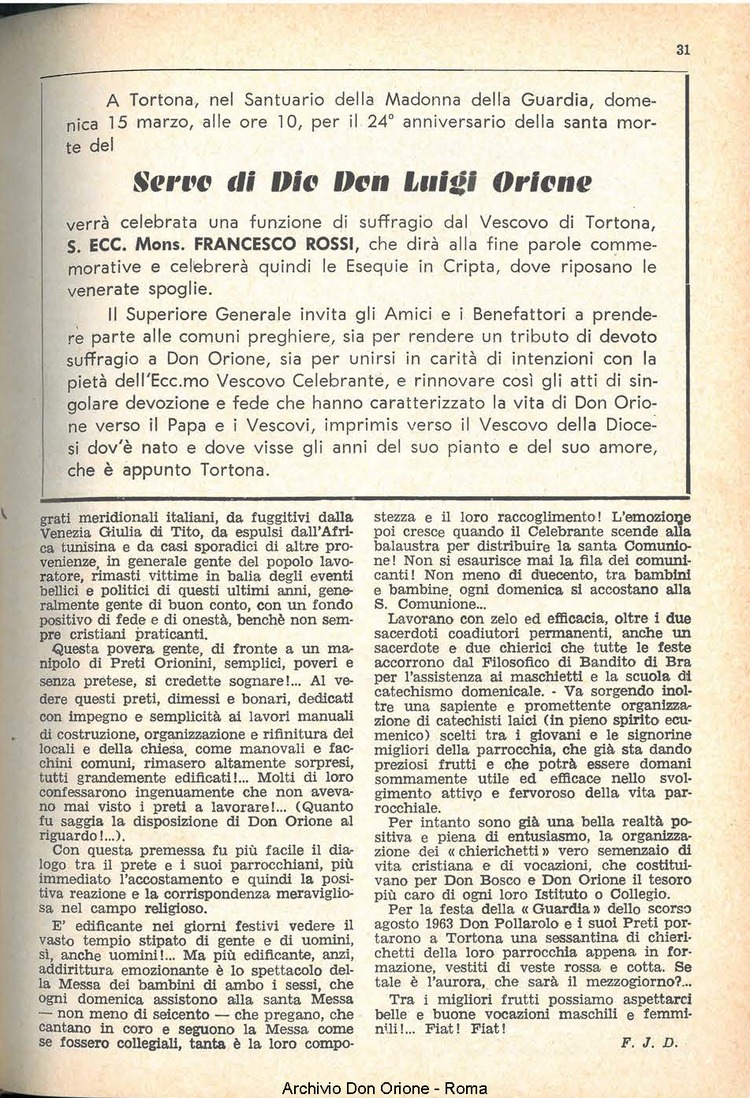 31
A Tortona, nel Santuario della Madonna della Guardia, dome-
nica 15 marzo, alle ore 10, per il 24° anniversario della santa mor-
te del
Servo di Dio Don Luigi Orione
verrà celebrata una funzione di suffragio dal Vescovo di Tortona,
S. ECC. Mons. FRANCESCO ROSSI, che dirà alla fine parole comme-
morative e celebrerà quindi le Esequie in Cripta, dove riposano le
venerate spoglie.
Il Superiore Generale invita gli Amici e i Benefattori a prende-
re parte alle comuni preghiere, sia per rendere un tributo di devoto
suffragio a Don Orione, sia per unirsi in carità di intenzioni con la
pietà dell'Ecc.mo Vescovo Celebrante, e rinnovare così gli atti di sin-
golare devozione e fede che hanno caratterizzato la vita di Don Orio-
ne verso il Papa e i Vescovi, imprimis verso il Vescovo della Dioce-
si dov'è nato e dove visse gli anni del suo pianto e del suo amore,
che è appunto Tortona.
grati meridionali italiani, da fuggitivi dalla
Venezia Giulia di Tito, da espulsi dall'Afri-
ca tunisina e da casi sporadici di altre pro-
venienze, in generale gente del popolo lavo-
ratore, rimasti vittime in balia degli eventi
bellici e politici di questi ultimi anni, gene-
ralmente gente di buon conto, con un fondo
positivo di fede e di onestà, benchè non sem-
pre cristiani praticanti.
Questa povera gente, di fronte a un ma-
nipolo di Preti Orionini, semplici, poveri e
senza pretese, si credette sognare!... Al ve-
dere questi preti, dimessi e bonari, dedicati
con impegno e semplicità ai lavori manuali
di costruzione, organizzazione e rifinitura dei
locali e della chiesa, come manovali e fac-
chini comuni, rimasero altamente sorpresi,
tutti grandemente edificati!... Molti di loro
confessarono ingenuamente che non aveva-
no mai visto i preti a lavorare!... (Quanto
fu saggia la disposizione di Don Orione al
riguardo!...).
Con questa premessa fu più facile il dia-
logo tra il prete e i suoi parrocchiani, più
immediato l'accostamento e quindi la posi-
tiva reazione e la corrispondenza meraviglio-
sa nel campo religioso.
E' edificante nei giorni festivi vedere il
vasto tempio stipato di gente e di uomini,
sì, anche uomini!... Ma più edificante, anzi,
addirittura emozionante è lo spettacolo del-
la Messa dei bambini di ambo i sessi, che
ogni domenica assistono alla santa Messa
— non meno di seicento — che pregano, che
cantano in coro e seguono la Messa come
se fossero collegiali, tanta è la loro compo-
stezza e il loro raccoglimento! L'emozione
poi cresce quando il Celebrante scende alla
balaustra per distribuire la santa Comunio-
ne! Non si esaurisce mai la fila dei comuni-
canti! Non meno di duecento, tra bambini
e bambine, ogni domenica si accostano alla
S. Comunione...
Lavorano con zelo ed efficacia, oltre i due
sacerdoti coadiutori permanenti, anche un
sacerdote e due chierici che tutte le feste
accorrono dal Filosofico di Bandito di Bra
per l'assistenza ai maschietti e la scuola di
catechismo domenicale. - Va sorgendo inol-
tre una sapiente e promettente organizza-
zione di catechisti laici (in pieno spirito ecu-
menico) scelti tra i giovani e le signorine
migliori della parrocchia, che già sta dando
preziosi frutti e che potrà essere domani
sommamente utile ed efficace nello svol-
gimento attivo e fervoroso della vita par-
rocchiale.
Per intanto sono già una bella realtà po-
sitiva e piena di entusiasmo, la organizza-
zione dei « chierichetti » vero semenzaio di
vita cristiana e di vocazioni, che costitui-
vano per Don Bosco e Don Orione il tesoro
più caro di ogni loro Istituto o Collegio.
Per la festa della « Guardia » dello scorso
agosto 1963 Don Pollarolo e i suoi Preti por-
tarono a Tortona una sessantina di chieri-
chetti della loro parrocchia appena in for-
mazione, vestiti di veste rossa e cotta. Se
tale è l'aurora, che sarà il mezzogiorno?...
Tra i migliori frutti possiamo aspettarci
belle e buone vocazioni maschili e femmi-
nili!... Fiat! Fiat!
F. J. D.
Archivio Don Orione - Roma